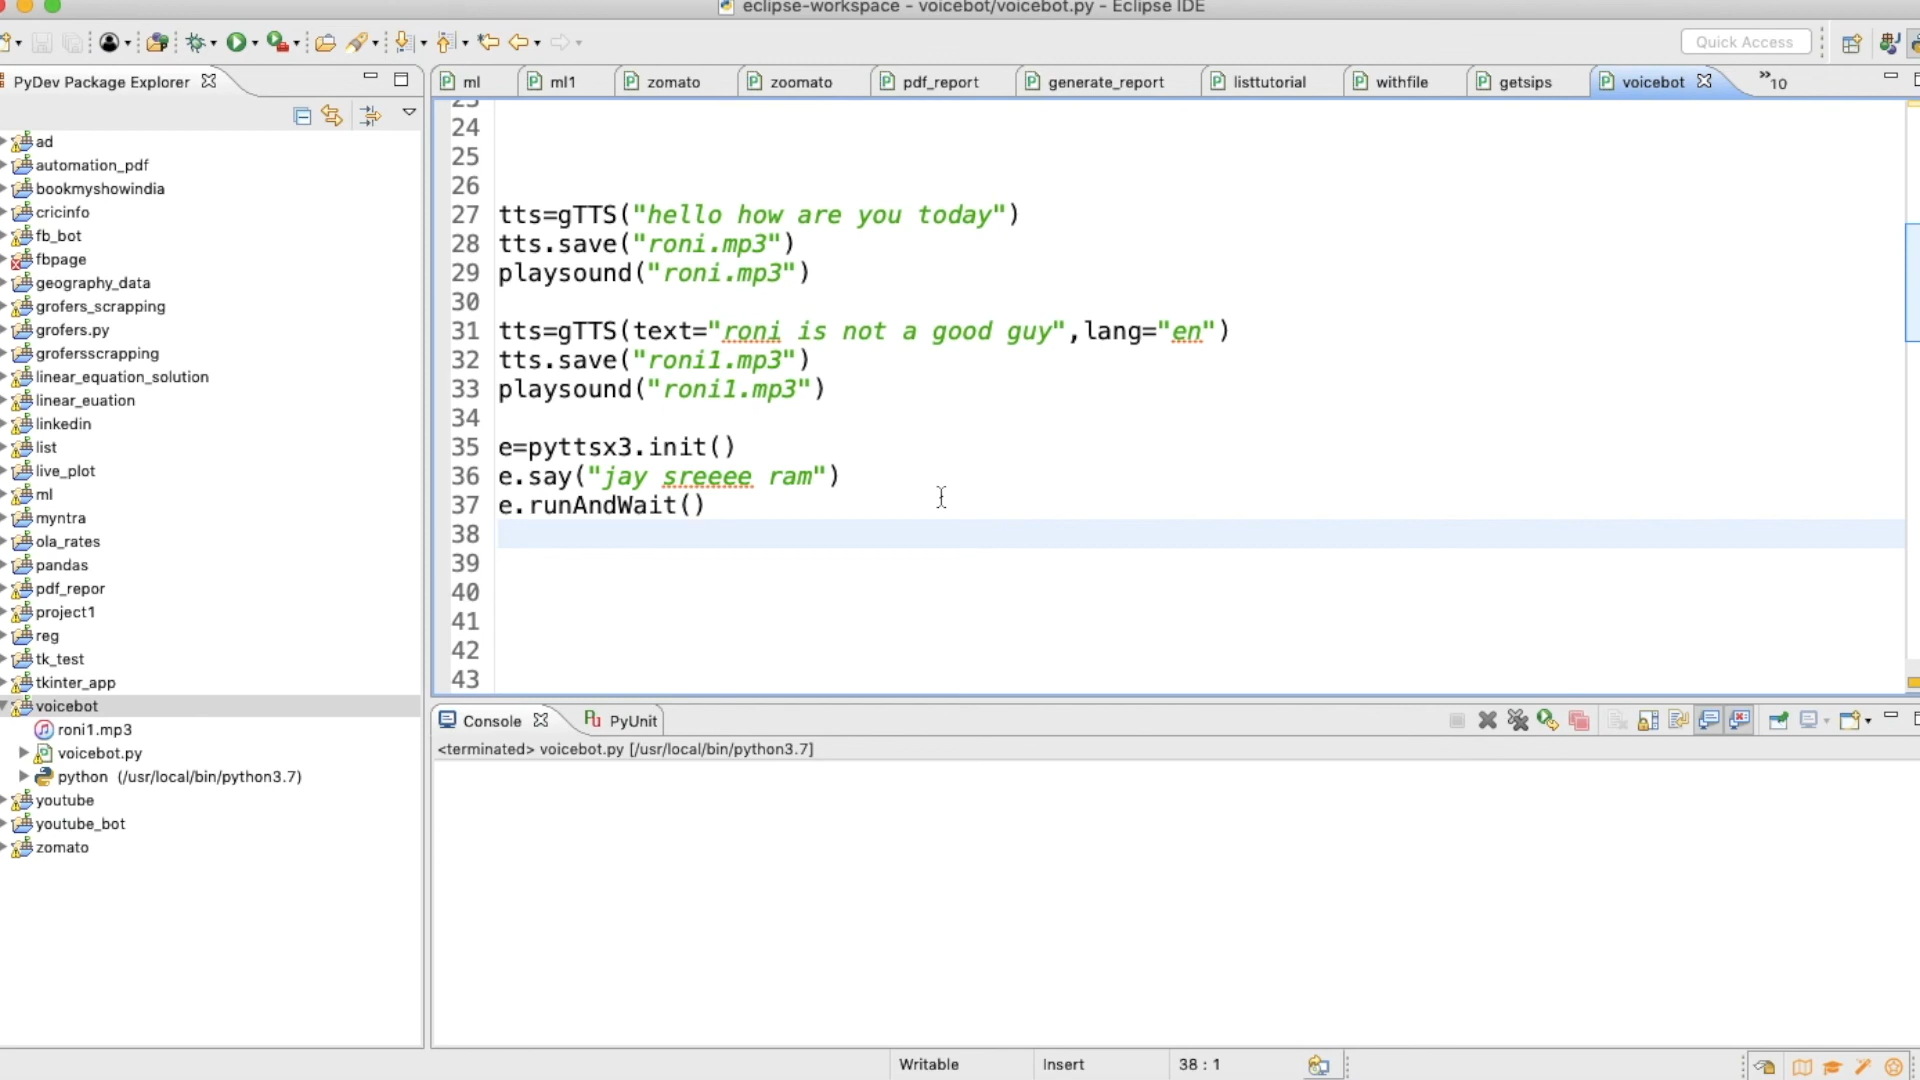 eclipse-workspace - voicebot/voicebot.py - Eclipse IDE
Quick Access
PyDev Package Explorer
ml
ml1
zomato
zoomato
pdf_report
generate_report
listtutorial
withfile
getsips
voicebot
»10
ad
automation_pdf
bookmyshowindia
cricinfo
fb_bot
fbpage
geography_data
grofers_scrapping
grofers.py
grofersscrapping
linear_equation_solution
linear_euation
linkedin
list
live_plot
ml
myntra
ola_rates
pandas
pdf_repor
project1
reg
tk_test
tkinter_app
voicebot
roni1.mp3
voicebot.py
python (/usr/local/bin/python3.7)
youtube
youtube_bot
zomato
23
24
25
26
27 tts=gTTS("hello how are you today")
28 tts.save("roni.mp3")
29 playsound("roni.mp3")
30
31 tts=gTTS(text="roni is not a good guy",lang="en")
32 tts.save("roni1.mp3")
33 playsound("roni1.mp3")
34
35 e=pyttsx3.init()
36 e.say("jay sreeee ram")
37 e.runAndWait()
38
39
40
41
42
43
Console
PyUnit
<terminated> voicebot.py [/usr/local/bin/python3.7]
Writable
Insert
38 : 1